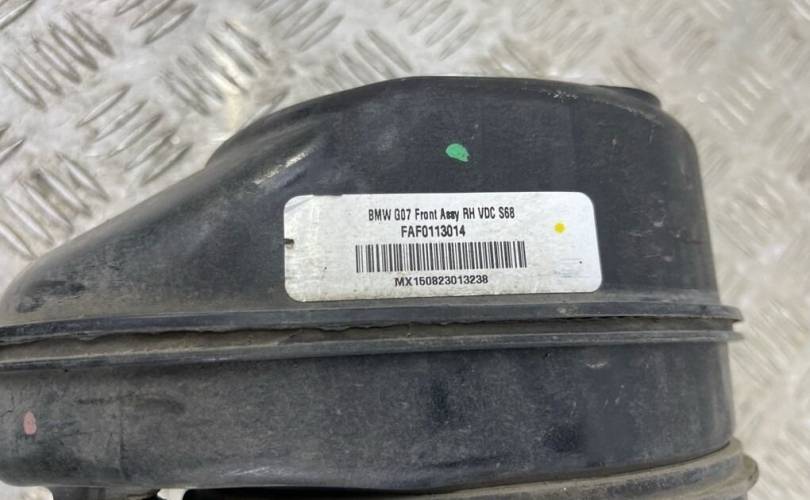 BMW G07 Front Assy RH VDC S68
FAF0113014
MX150823013238